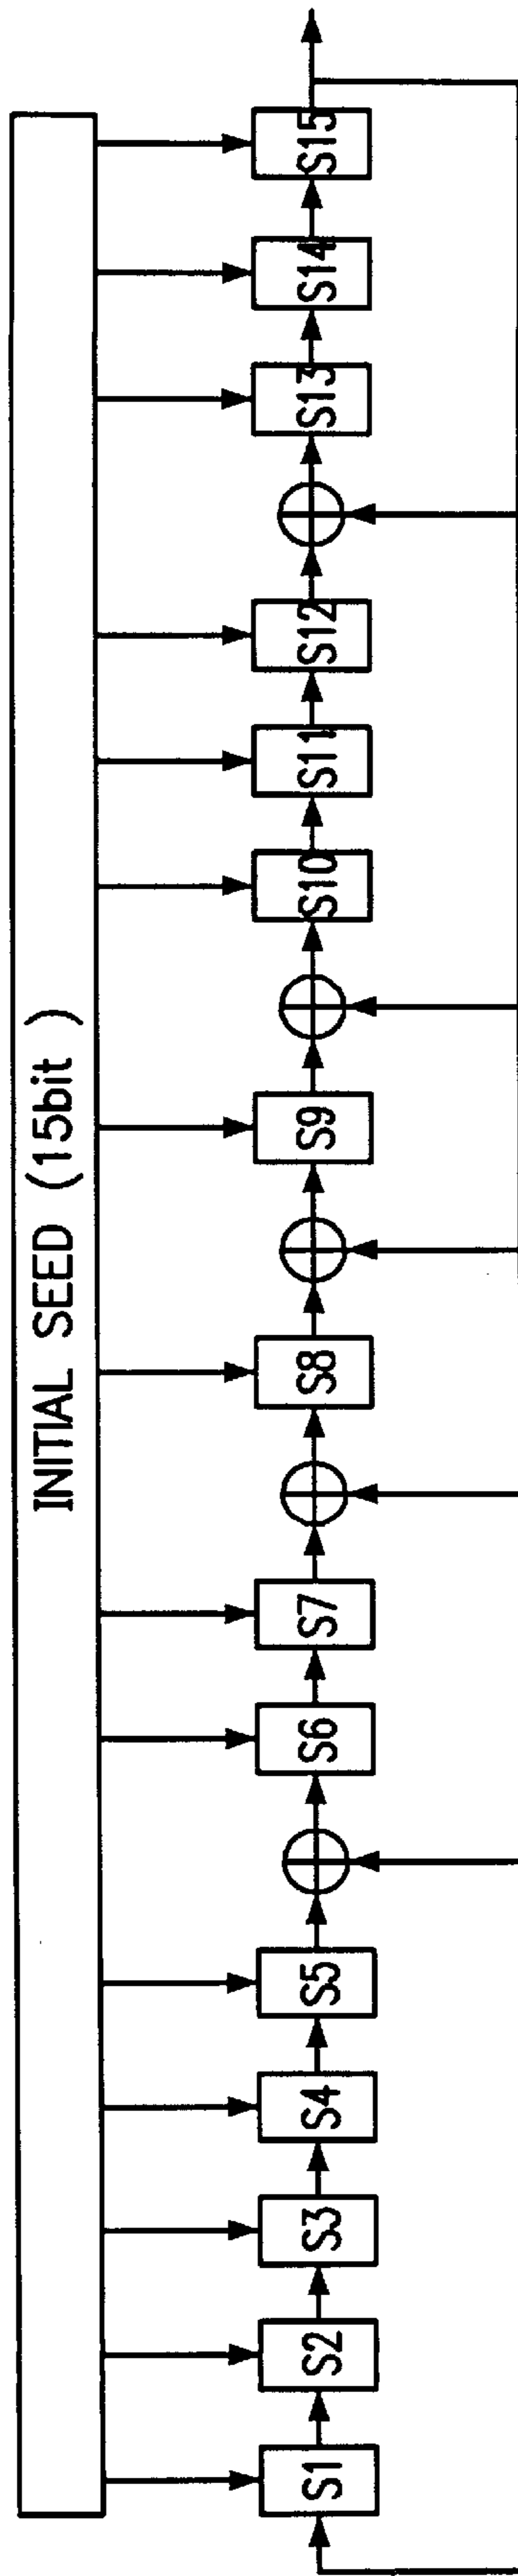 INITIAL SEED (15bit )
S1
S2
S3
S4
S5
S6
S7
S8
S9
S10
S11
S12
S13
S14
S15